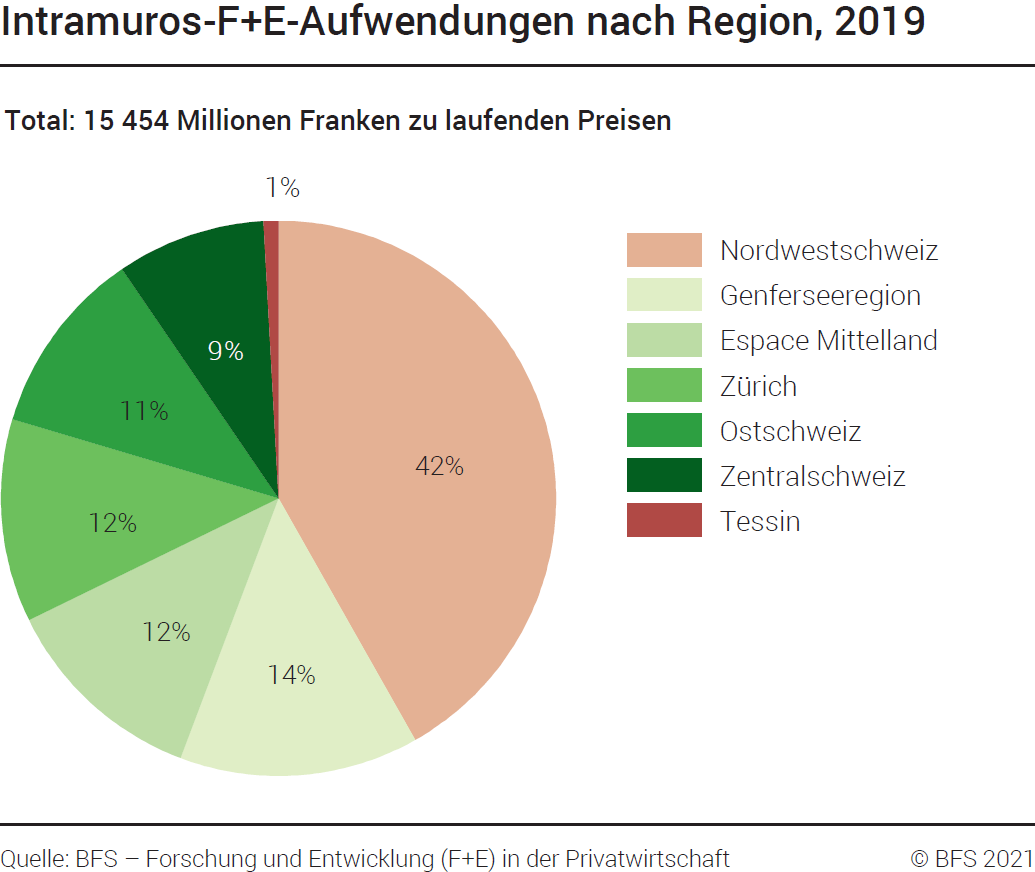 Intramuros-F+E-Aufwendungen nach Region, 2019
Total: 15 454 Millionen Franken zu laufenden Preisen
1%
9%
11%
42%
12%
12%
14%
Nordwestschweiz
Genferseeregion
Espace Mittelland
Zürich
Ostschweiz
Zentralschweiz
Tessin
Quelle: BFS – Forschung und Entwicklung (F+E) in der Privatwirtschaft
© BFS 2021